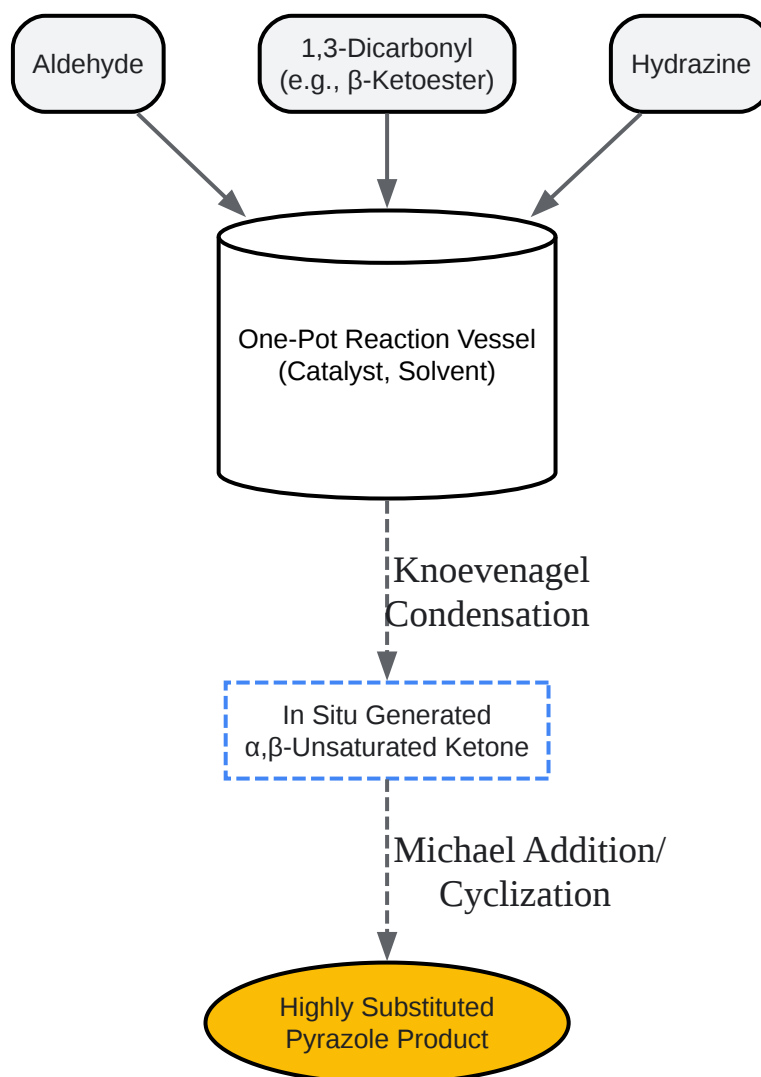 Aldehyde
1,3-Dicarbonyl
(e.g., β-Ketoester)
Hydrazine
One-Pot Reaction Vessel
(Catalyst, Solvent)
Knoevenagel
Condensation
In Situ Generated
α,β-Unsaturated Ketone
Michael Addition/
Cyclization
Highly Substituted
Pyrazole Product